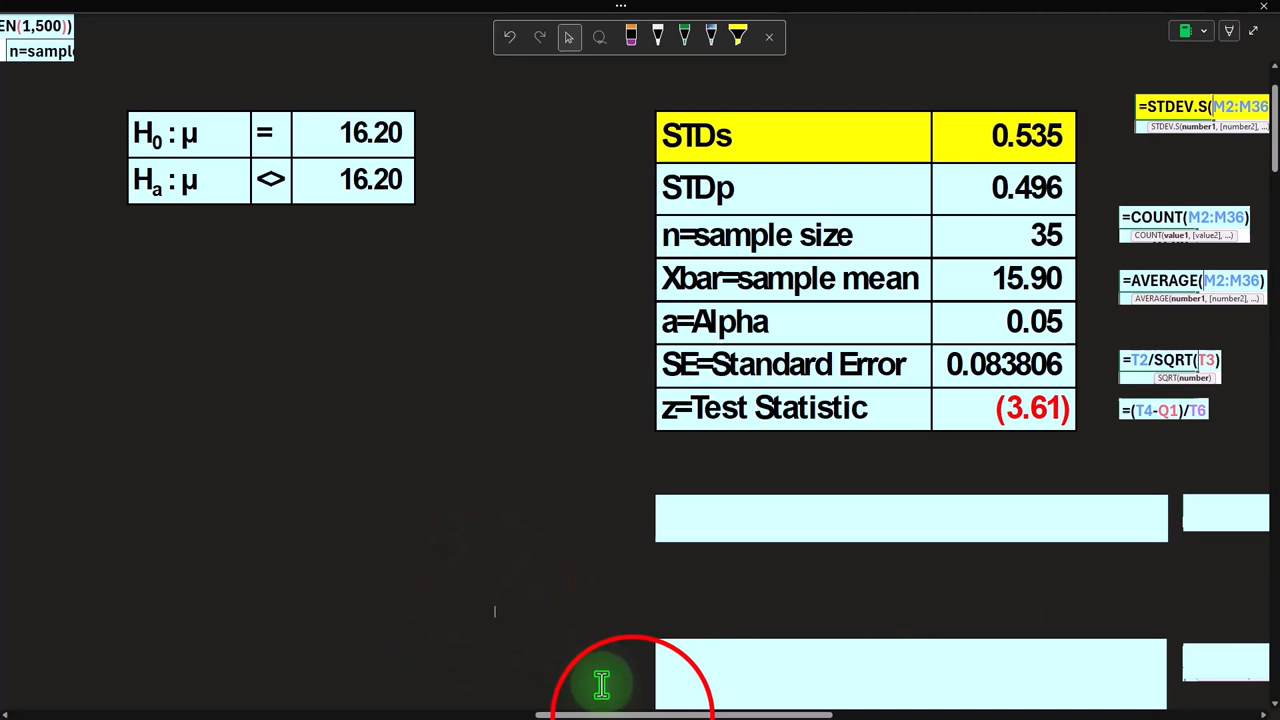 EN(1,500))
n=sampl
H0 : µ = 16.20
Ha : µ <> 16.20
STDs 0.535
STDp 0.496
n=sample size 35
Xbar=sample mean 15.90
a=Alpha 0.05
SE=Standard Error 0.083806
z=Test Statistic (3.61)
=STDEV.S(M2:M36
STDEV.S(number1, [number2], ...)
=COUNT(M2:M36)
COUNT(value1, [value2], ...)
=AVERAGE(M2:M36)
AVERAGE(number1, [number2], ...)
=T2/SQRT(T3)
SQRT(number)
=(T4-Q1)/T6